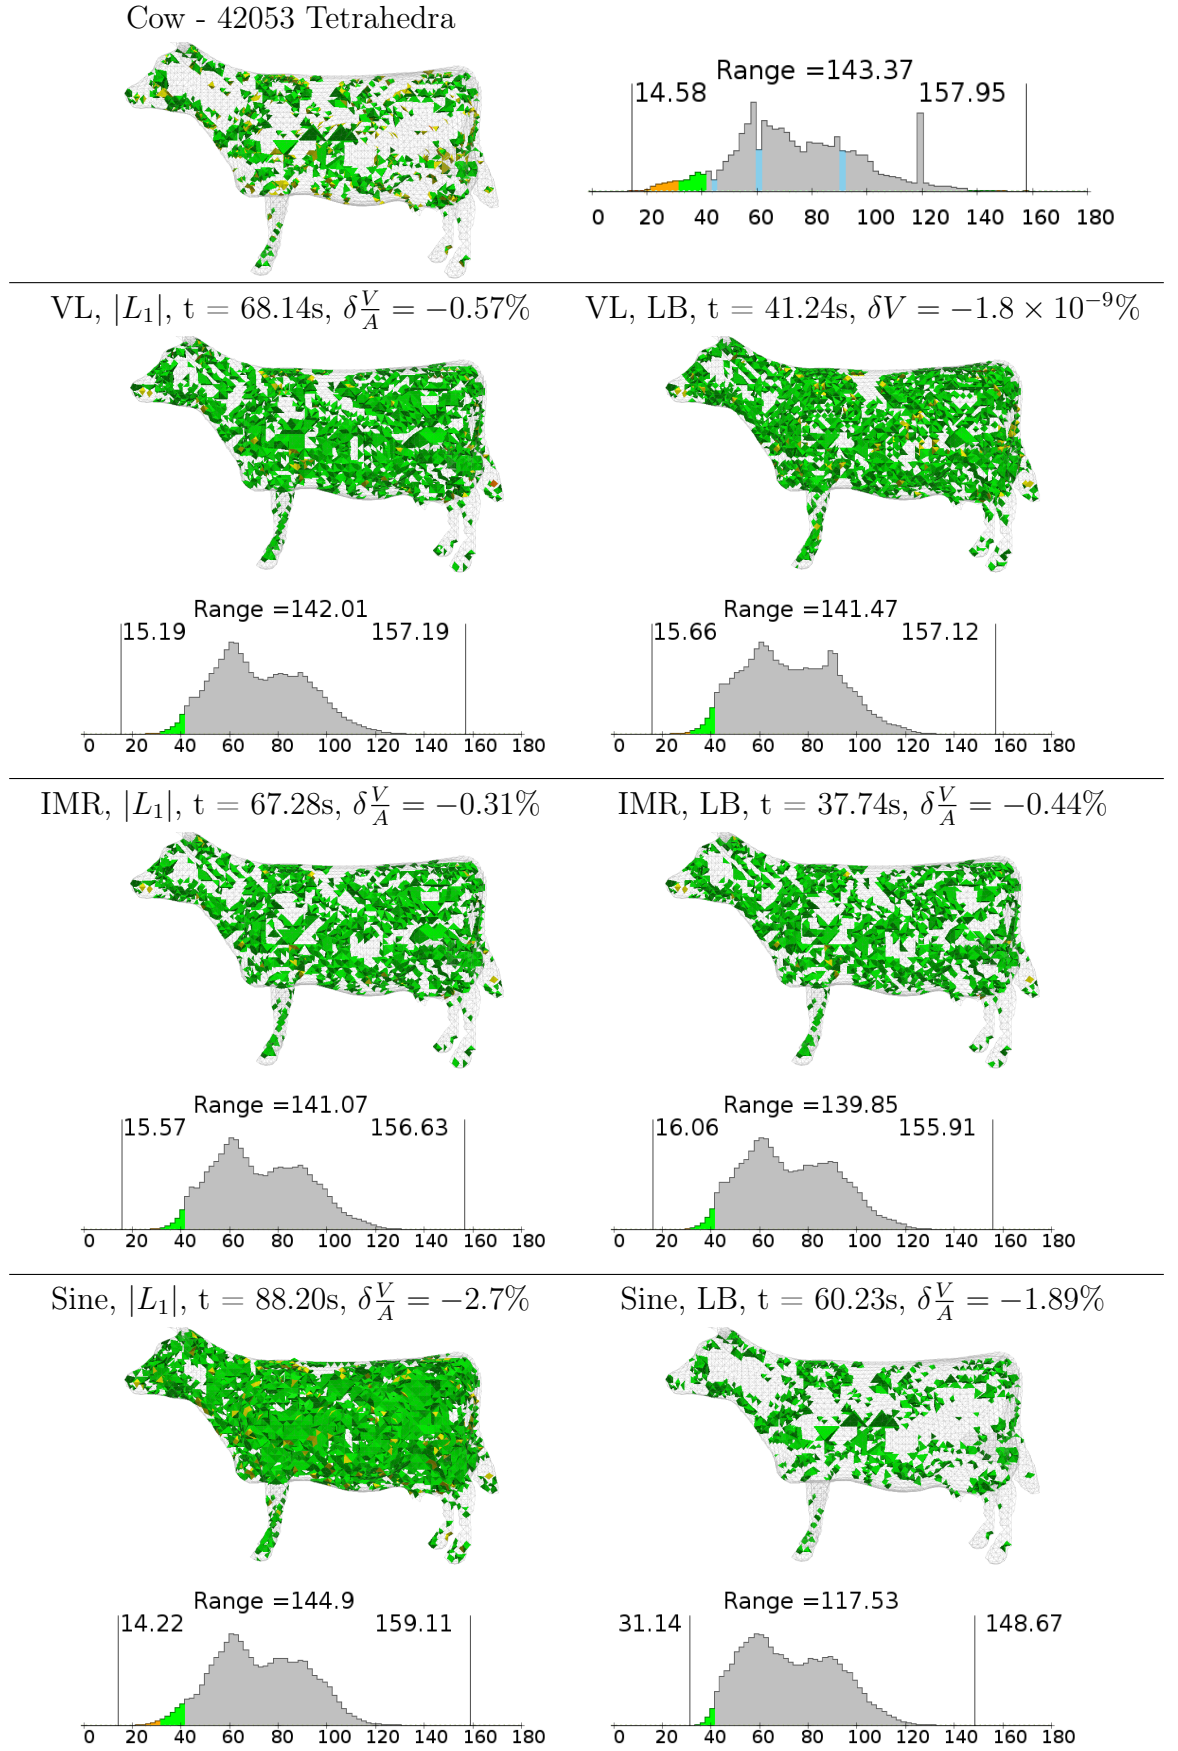 Cow - 42053 Tetrahedra
Range =143.37
14.58 157.95
0 20 40 60 80 100 120 140 160 180
VL, |L₁|, t = 68.14s, δV/A = −0.57%
VL, LB, t = 41.24s, δV = −1.8 × 10⁻⁹%
Range =142.01
15.19 157.19
0 20 40 60 80 100 120 140 160 180
Range =141.47
15.66 157.12
0 20 40 60 80 100 120 140 160 180
IMR, |L₁|, t = 67.28s, δV/A = −0.31%
IMR, LB, t = 37.74s, δV/A = −0.44%
Range =141.07
15.57 156.63
0 20 40 60 80 100 120 140 160 180
Range =139.85
16.06 155.91
0 20 40 60 80 100 120 140 160 180
Sine, |L₁|, t = 88.20s, δV/A = −2.7%
Sine, LB, t = 60.23s, δV/A = −1.89%
Range =144.9
14.22 159.11
0 20 40 60 80 100 120 140 160 180
Range =117.53
31.14 148.67
0 20 40 60 80 100 120 140 160 180